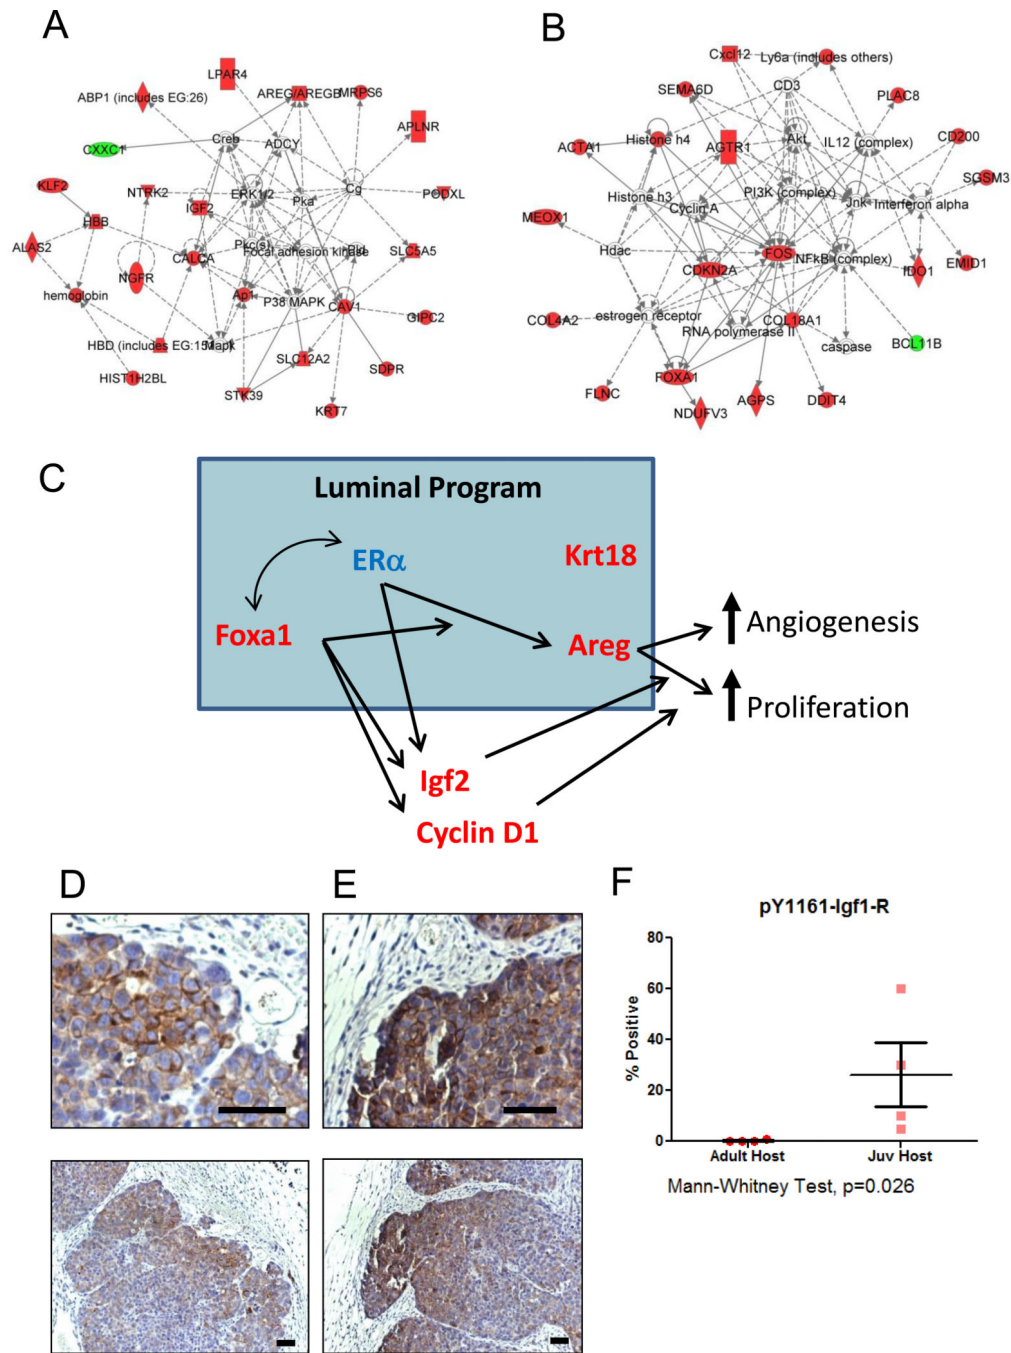 A
LPAR4
ABP1 (includes EG:26)
AREG/AREGB
MRPS6
APLNR
Creb
ADCY
CXXC1
KLF2
NTRK2
ERK1/2
Cg
PODXL
IGF2
Pka
HBB
Pkc(s)
Pld
ALAS2
CALCA
Focal adhesion kinase
SLC5A5
NGFR
hemoglobin
Ap1
P38 MAPK
CAV1
GIPC2
Mapk
SLC12A2
SDPR
HIST1H2BL
STK39
KRT7
B
Cxcl12
Ly6a (includes others)
SEMA6D
CD3
PLAC8
ACTA1
Histone h4
AGTR1
Akt
IL12 (complex)
CD200
SGSM3
Histone h3
PI3K (complex)
Cyclin A
Jnk
Interferon alpha
MEOX1
Hdac
FOS
NFkB (complex)
CDKN2A
IDO1
EMID1
COL4A2
estrogen receptor
COL18A1
RNA polymerase II
caspase
BCL11B
FOXA1
FLNC
NDUFV3
AGPS
DDIT4
C
Luminal Program
ERα
Krt18
Foxa1
Areg
Angiogenesis
Proliferation
Igf2
Cyclin D1
D
E
F
pY1161-Igf1-R
% Positive
80
60
40
20
0
Adult Host
Juv Host
Mann-Whitney Test, p=0.026